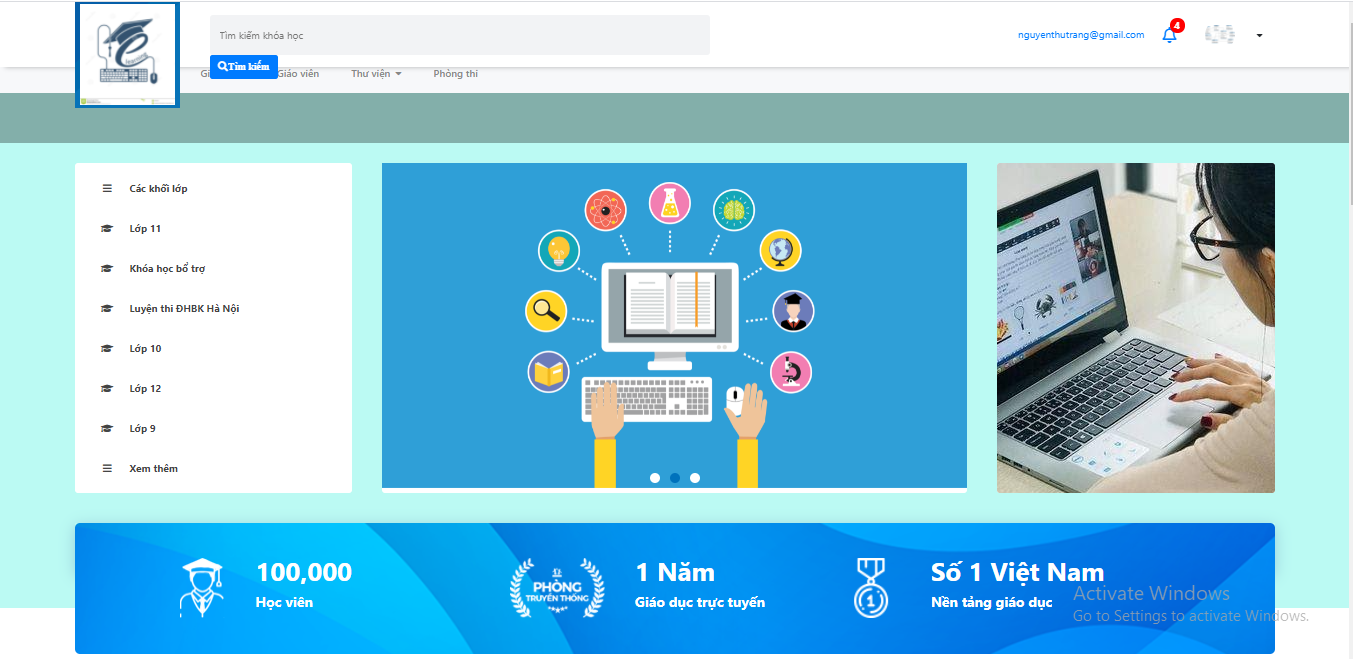 Tìm kiếm khóa học
nguyenthutrang@gmail.com
4
Tìm kiếm
Giáo viên
Thư viện
Phòng thi
Các khối lớp
Lớp 11
Khóa học bổ trợ
Luyện thi ĐHBK Hà Nội
Lớp 10
Lớp 12
Lớp 9
Xem thêm
100,000
Học viên
PHÒNG
TRUYỀN THỐNG
1 Năm
Giáo dục trực tuyến
1
Số 1 Việt Nam
Nền tảng giáo dục
Activate Windows
Go to Settings to activate Windows.